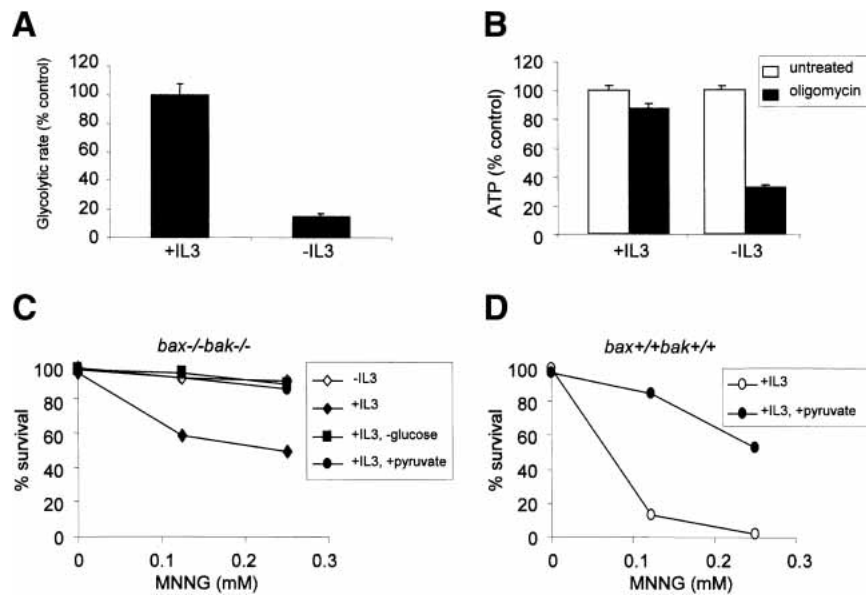 A
Glycolytic rate (% control)
120
100
80
60
40
20
0
+IL3
-IL3
B
ATP (% control)
120
100
80
60
40
20
0
+IL3
-IL3
untreated
oligomycin
C
bax-/-bak-/-
% survival
100
80
60
40
20
0
0
0.1
0.2
0.3
MNNG (mM)
-IL3
+IL3
+IL3, -glucose
+IL3, +pyruvate
D
bax+/+bak+/+
% survival
100
80
60
40
20
0
0
0.1
0.2
0.3
MNNG (mM)
+IL3
+IL3, +pyruvate